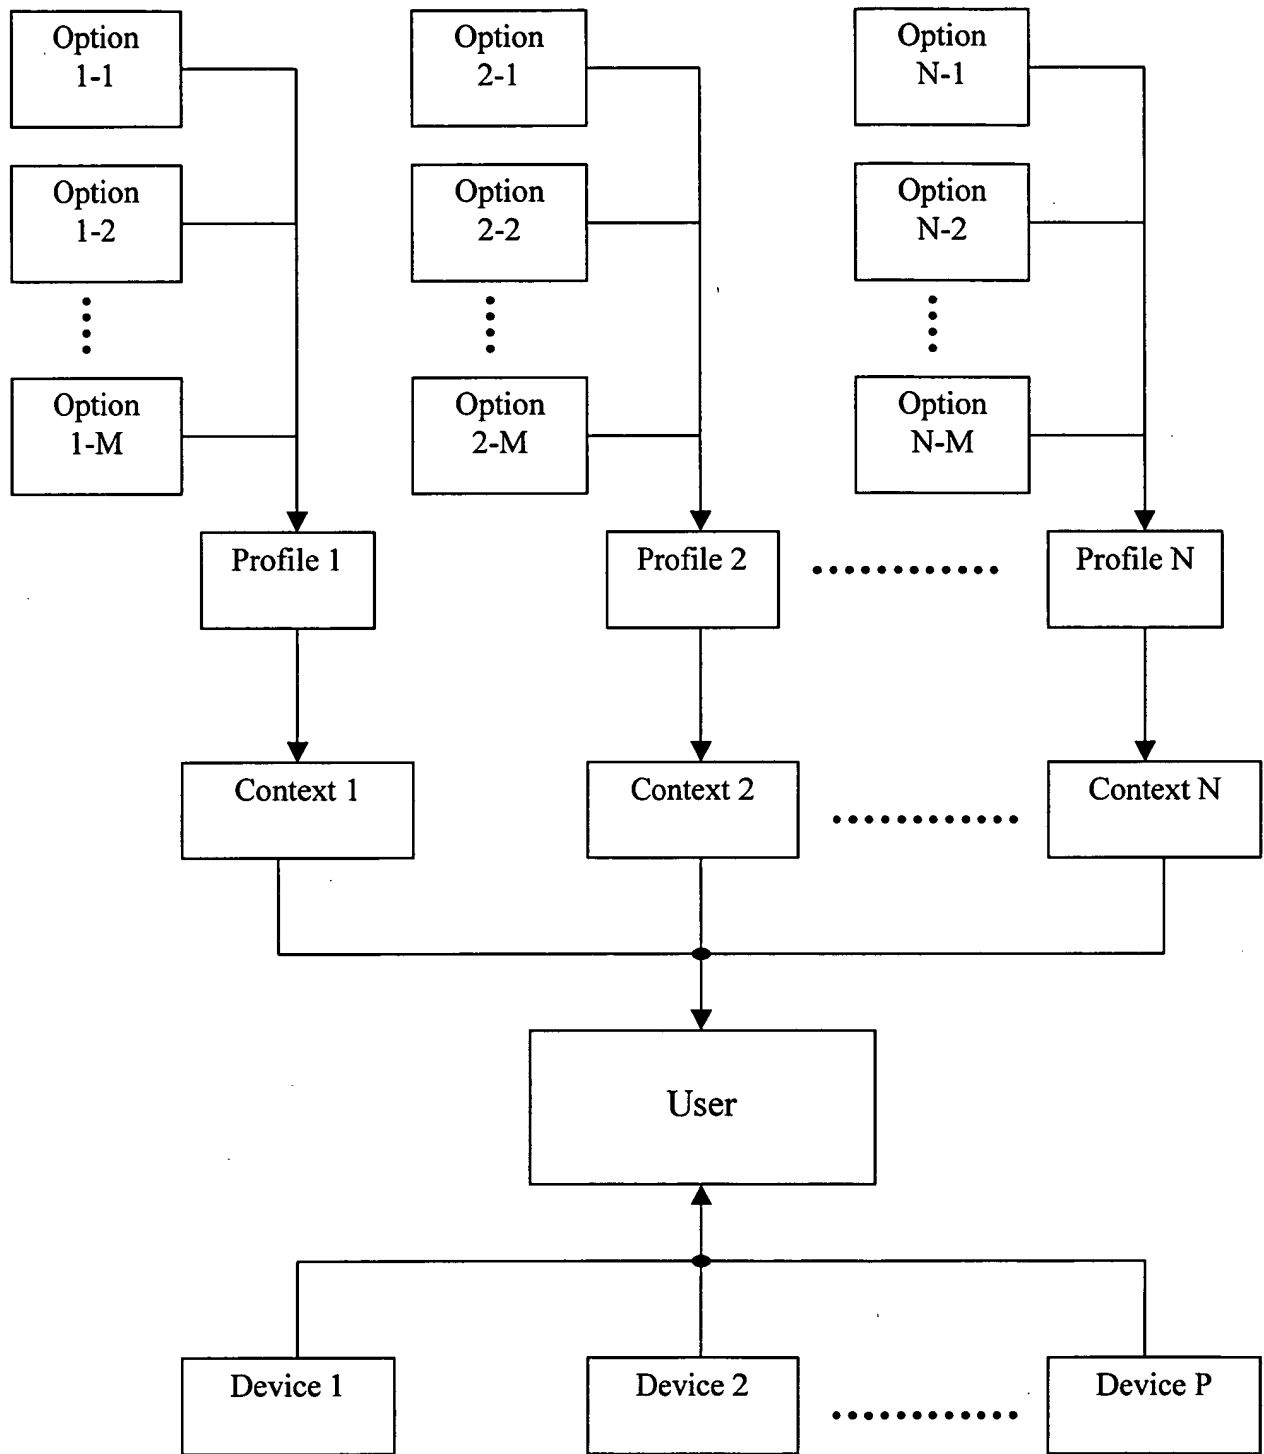 Option
1-1
Option
2-1
Option
N-1
Option
1-2
Option
2-2
Option
N-2
Option
1-M
Option
2-M
Option
N-M
Profile 1
Profile 2
Profile N
Context 1
Context 2
Context N
User
Device 1
Device 2
Device P